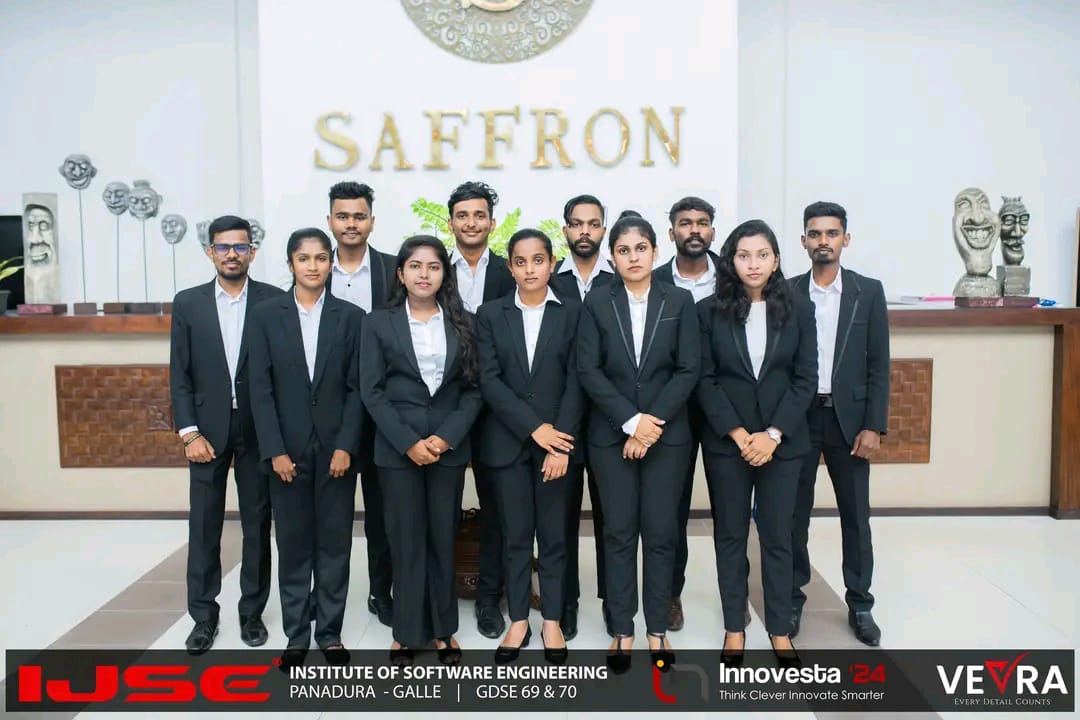 SAFFRON
IJSE®
INSTITUTE OF SOFTWARE ENGINEERING
PANADURA - GALLE | GDSE 69 & 70
Innovesta '24
Think Clever Innovate Smarter
VEVRA
EVERY DETAIL COUNTS